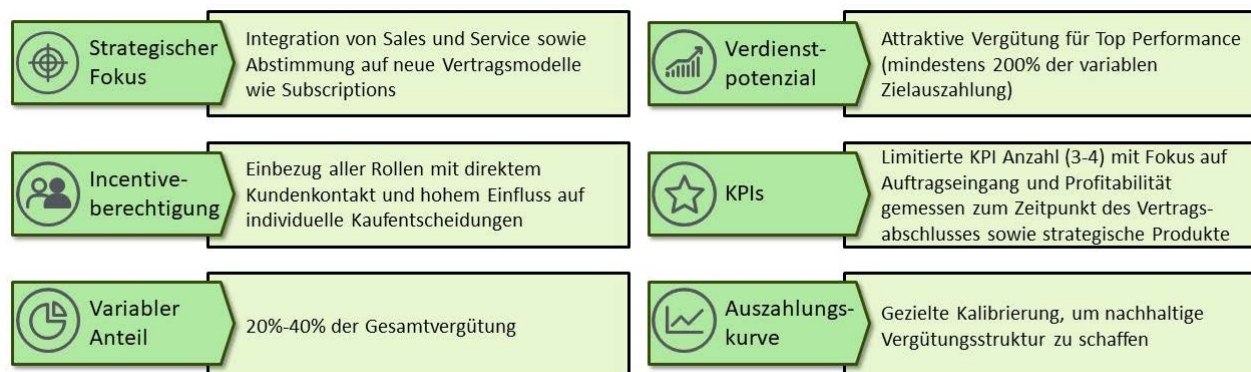 Strategischer
Fokus
Integration von Sales und Service sowie
Abstimmung auf neue Vertragsmodelle
wie Subscriptions
Verdienst-
potenzial
Attraktive Vergütung für Top Performance
(mindestens 200% der variablen
Zielauszahlung)
Incentive-
berechtigung
Einbezug aller Rollen mit direktem
Kundenkontakt und hohem Einfluss auf
individuelle Kaufentscheidungen
KPIs
Limitierte KPI Anzahl (3-4) mit Fokus auf
Auftragseingang und Profitabilität
gemessen zum Zeitpunkt des Vertrags-
abschlusses sowie strategische Produkte
Variabler
Anteil
20%-40% der Gesamtvergütung
Auszahlungs-
kurve
Gezielte Kalibrierung, um nachhaltige
Vergütungsstruktur zu schaffen